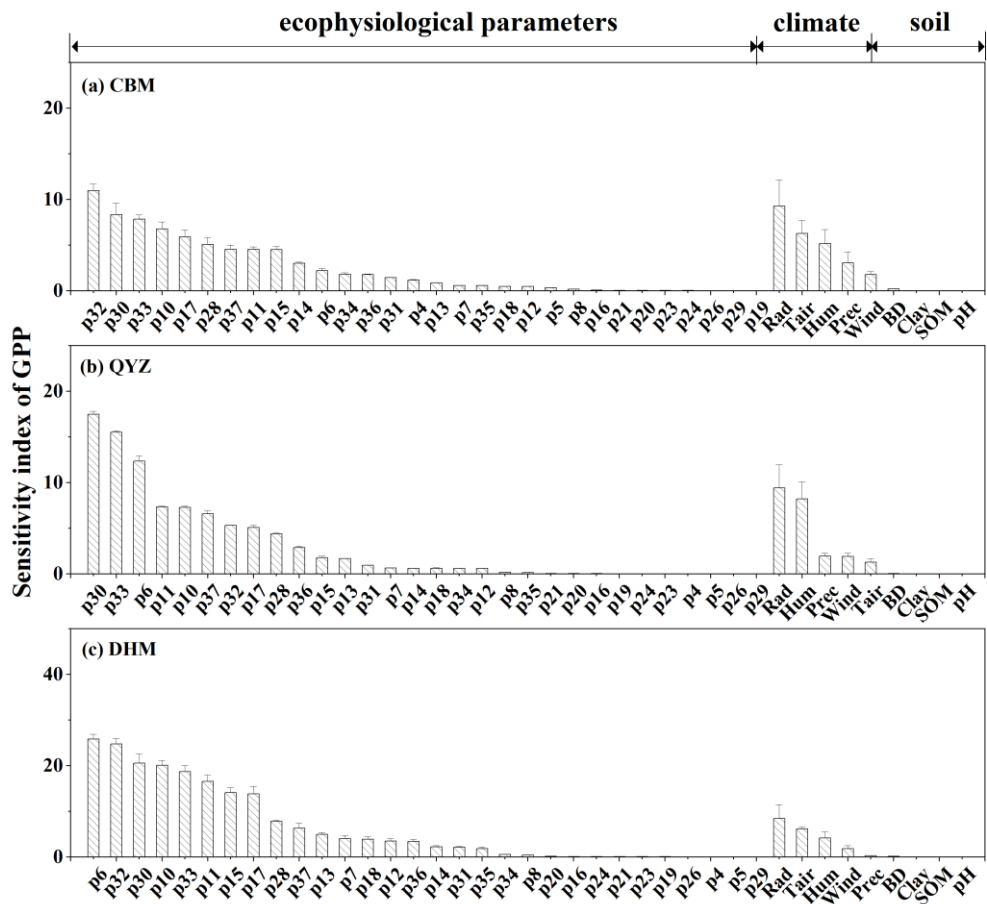 ecophysiological parameters climate soil
(a) CBM
20
10
0
p32 p30 p33 p10 p17 p28 p37 p11 p15 p14 p6 p34 p36 p31 p4 p13 p7 p35 p18 p12 p5 p8 p16 p21 p20 p23 p24 p26 p29 p19 Rad Tair Hum Prec Wind BD Clay SOM pH
Sensitivity index of GPP
(b) QYZ
20
10
0
p30 p33 p6 p11 p10 p37 p32 p17 p28 p36 p15 p13 p31 p7 p14 p18 p34 p12 p8 p35 p21 p20 p16 p19 p24 p23 p4 p5 p26 p29 Rad Hum Prec Wind Tair BD Clay SOM pH
(c) DHM
40
20
0
p6 p32 p30 p10 p33 p11 p15 p17 p28 p37 p13 p7 p18 p12 p36 p14 p31 p35 p34 p8 p20 p16 p24 p21 p23 p19 p26 p4 p5 p29 Rad Tair Hum Wind Prec BD Clay SOM pH